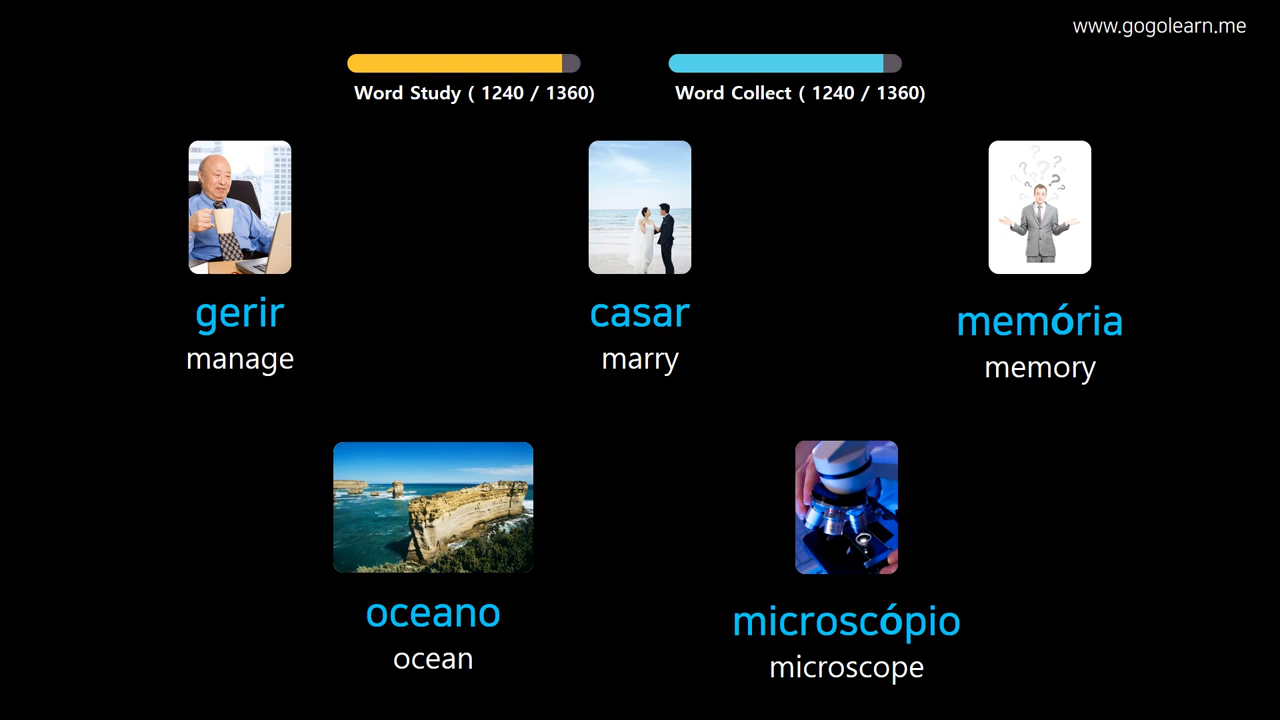 www.gogolearn.me
Word Study ( 1240 / 1360)
Word Collect ( 1240 / 1360)
gerir
manage
casar
marry
memória
memory
oceano
ocean
microscópio
microscope